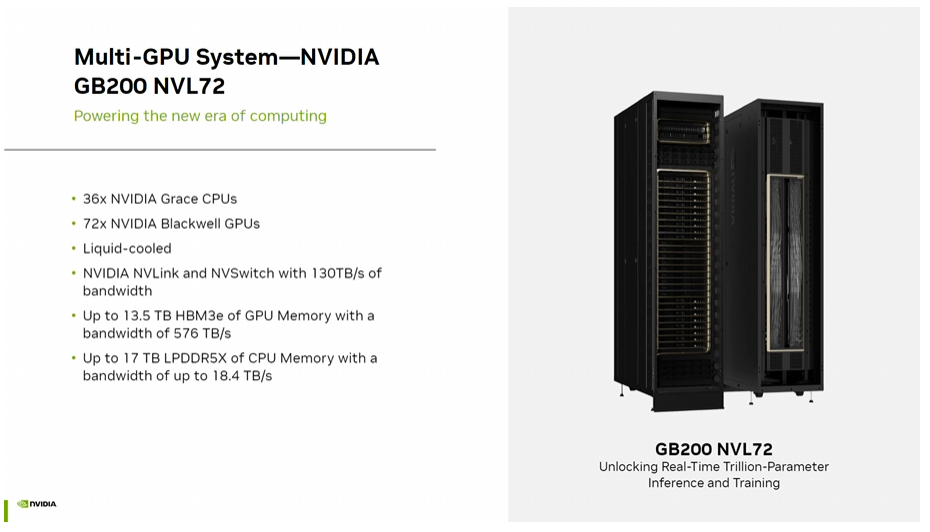 Multi-GPU System—NVIDIA
GB200 NVL72
Powering the new era of computing
• 36x NVIDIA Grace CPUs
• 72x NVIDIA Blackwell GPUs
• Liquid-cooled
• NVIDIA NVLink and NVSwitch with 130TB/s of
bandwidth
• Up to 13.5 TB HBM3e of GPU Memory with a
bandwidth of 576 TB/s
• Up to 17 TB LPDDR5X of CPU Memory with a
bandwidth of up to 18.4 TB/s
GB200 NVL72
Unlocking Real-Time Trillion-Parameter
Inference and Training
NVIDIA